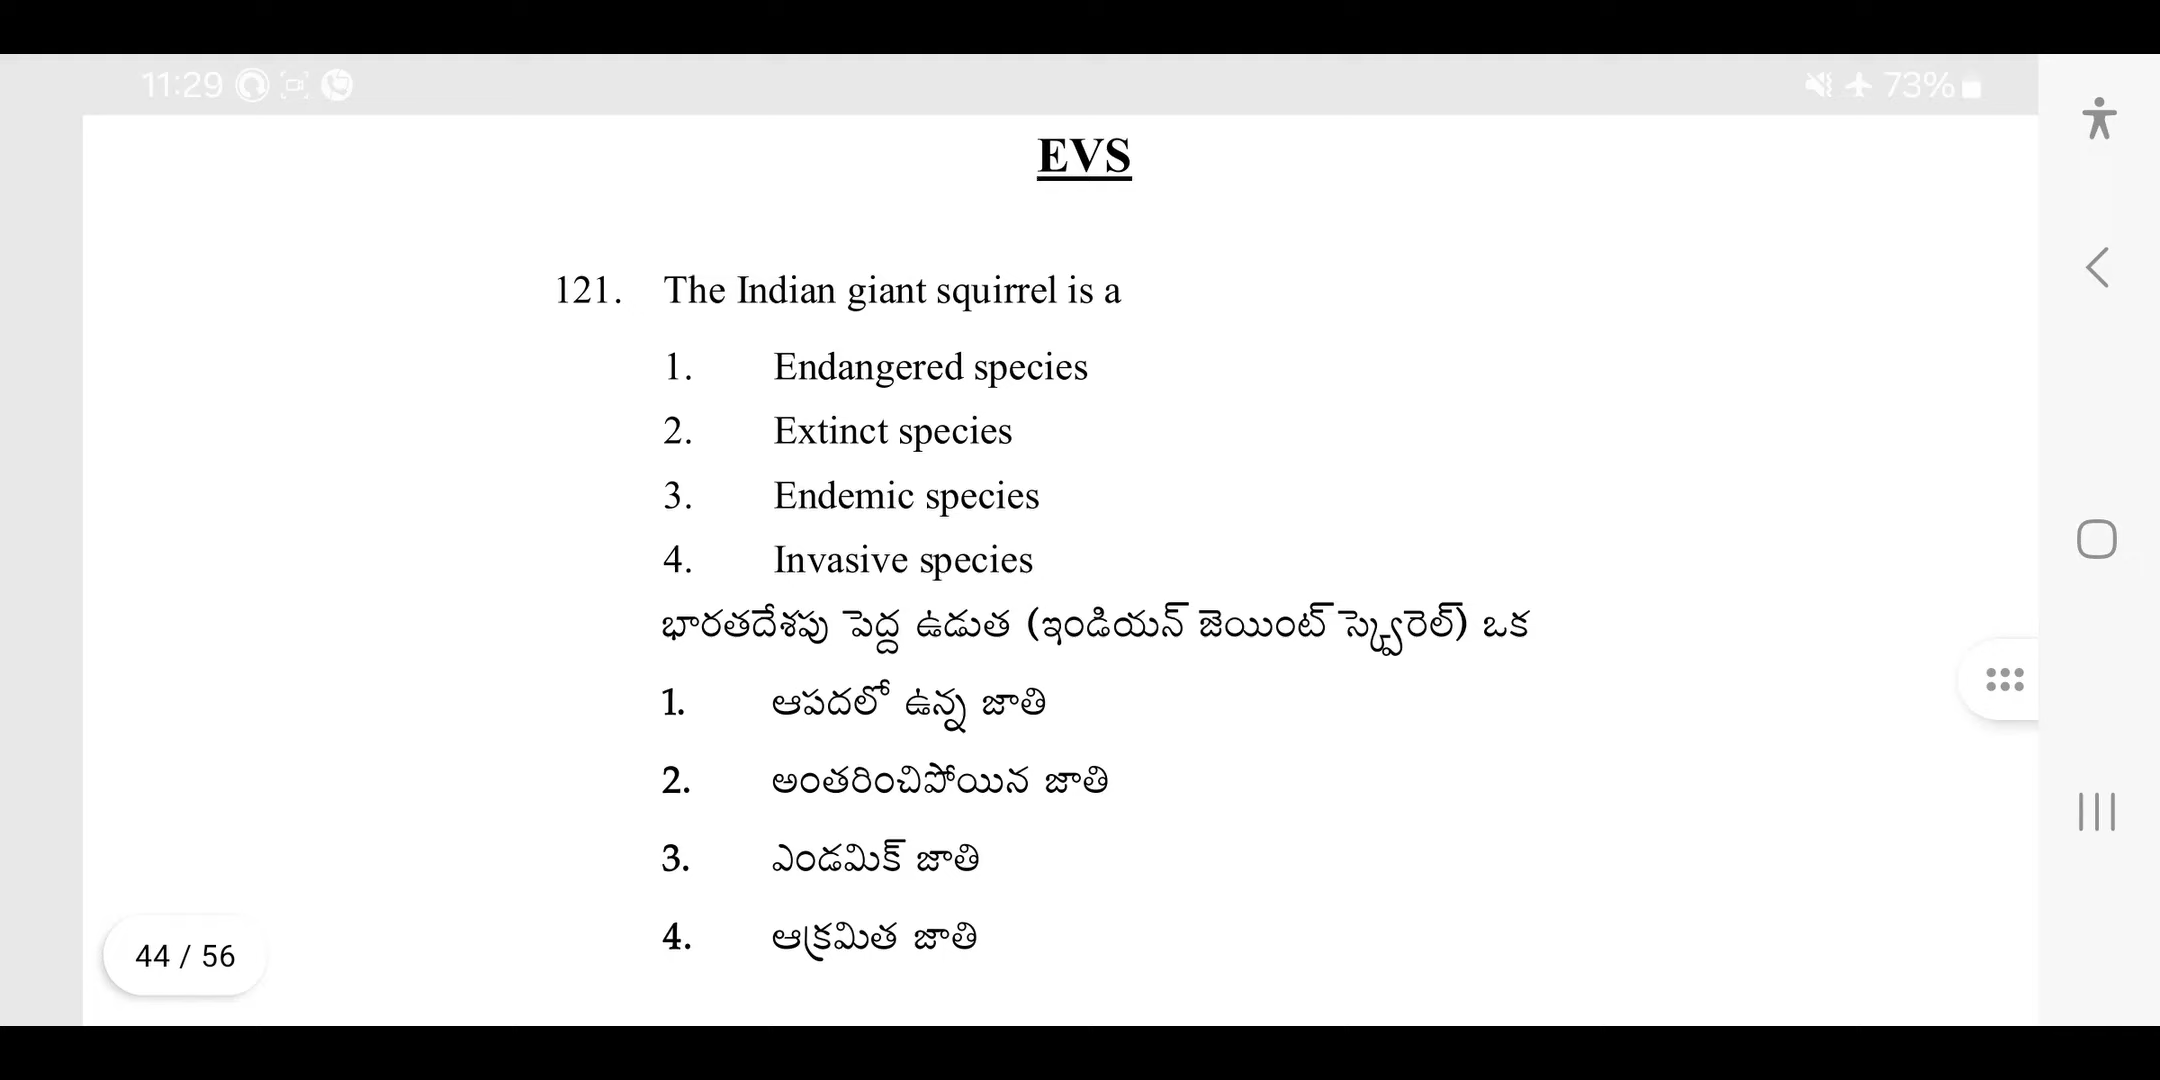 11:29 73%
EVS
121. The Indian giant squirrel is a
1. Endangered species
2. Extinct species
3. Endemic species
4. Invasive species
భారతదేశపు పెద్ద ఉడుత (ఇండియన్ జెయింట్ స్క్వెరెల్) ఒక
1. ఆపదలో ఉన్న జాతి
2. అంతరించిపోయిన జాతి
3. ఎండమిక్ జాతి
4. ఆక్రమిత జాతి
44 / 56